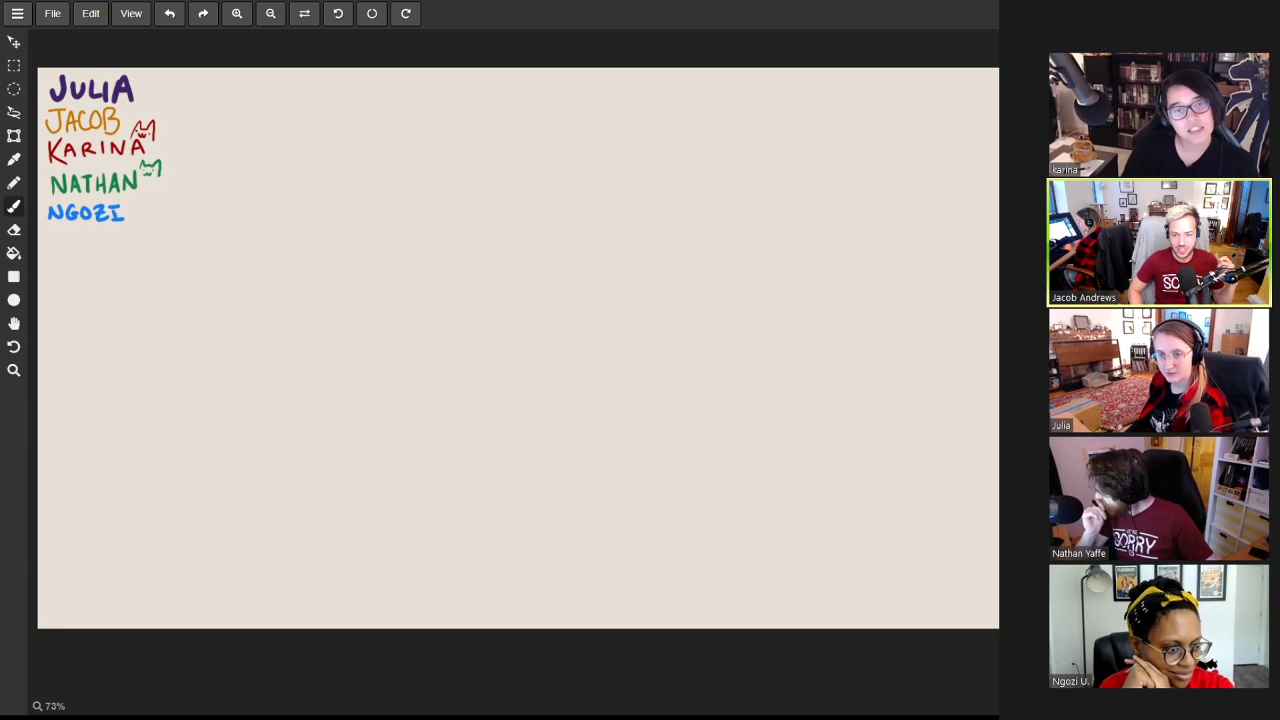 File Edit View
JULIA
JACOB
KARINA
NATHAN
NGOZI
73%
karina
Jacob Andrews
Julia
SORRY
Nathan Yaffe
Ngozi U.